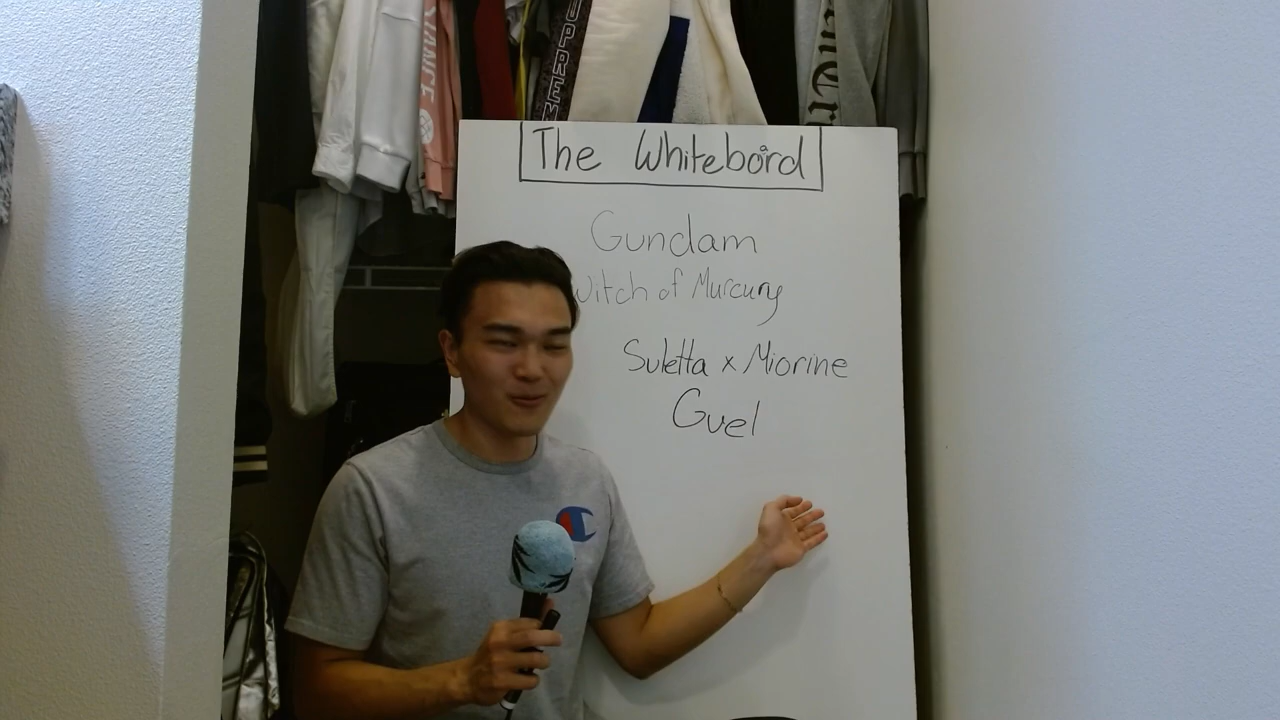 The Whitebord
Gundam
Witch of Murcury
Suletta x Miorine
Guel